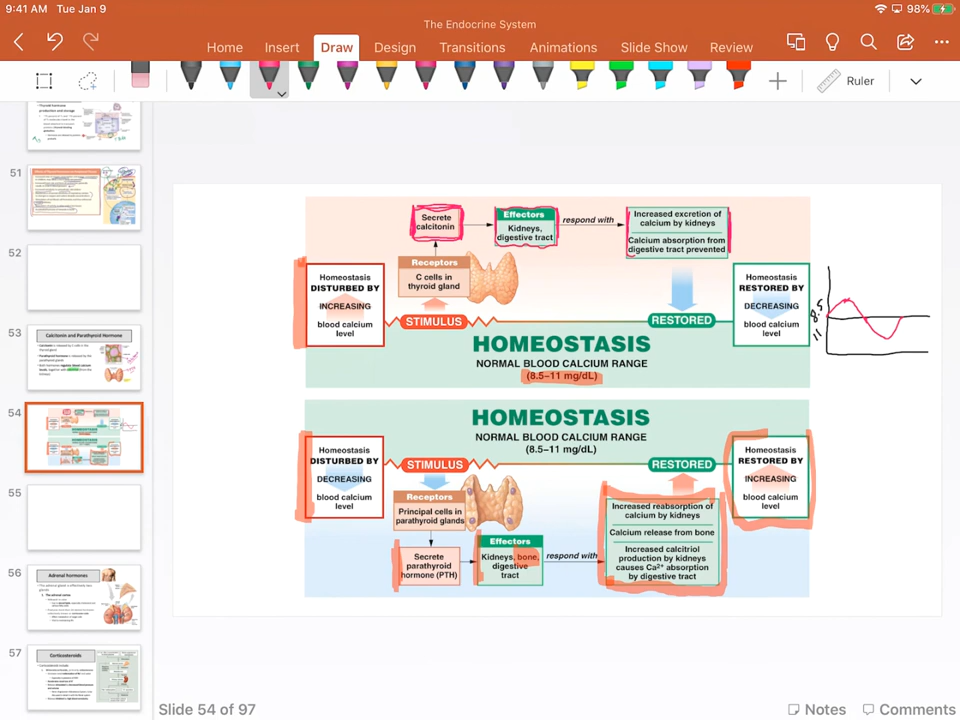 9:41 AM Tue Jan 9
98%
The Endocrine System
Home Insert Draw Design Transitions Animations Slide Show Review
Ruler
51
52
53
Calcitonin and Parathyroid Hormone
54
55
56
Adrenal hormones
57
Corticosteroids
Secrete
calcitonin
Effectors
Kidneys,
digestive tract
respond with
Increased excretion of
calcium by kidneys
Calcium absorption from
digestive tract prevented
Receptors
C cells in
thyroid gland
Homeostasis
DISTURBED BY
INCREASING
blood calcium
level
STIMULUS
RESTORED
Homeostasis
RESTORED BY
DECREASING
blood calcium
level
8.5
11
HOMEOSTASIS
NORMAL BLOOD CALCIUM RANGE
(8.5–11 mg/dL)
HOMEOSTASIS
NORMAL BLOOD CALCIUM RANGE
(8.5–11 mg/dL)
Homeostasis
DISTURBED BY
DECREASING
blood calcium
level
STIMULUS
RESTORED
Homeostasis
RESTORED BY
INCREASING
blood calcium
level
Receptors
Principal cells in
parathyroid glands
Secrete
parathyroid
hormone (PTH)
Effectors
Kidneys, bone,
digestive
tract
respond with
Increased reabsorption of
calcium by kidneys
Calcium release from bone
Increased calcitriol
production by kidneys
causes Ca²⁺ absorption
by digestive tract
Slide 54 of 97
Notes Comments